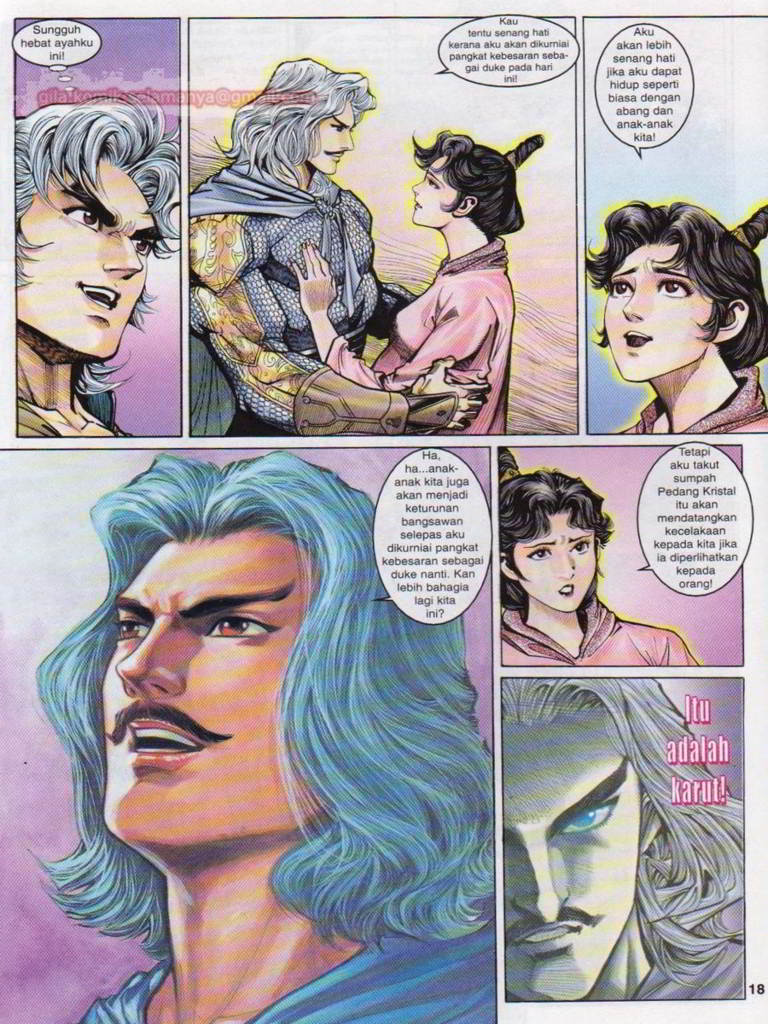 Sungguh
hebat ayahku
ini!
gilakomikselamanya@gmail.com
Kau
tentu senang hati
kerana aku akan dikurniai
pangkat kebesaran seba-
gai duke pada hari
ini!
Aku
akan lebih
senang hati
jika aku dapat
hidup seperti
biasa dengan
abang dan
anak-anak
kita!
Ha,
ha...anak-
anak kita juga
akan menjadi
keturunan
bangsawan
selepas aku
dikurniai pangkat
kebesaran sebagai
duke nanti. Kan
lebih bahagia
lagi kita
ini?
Tetapi
aku takut
sumpah
Pedang Kristal
itu akan
mendatangkan
kecelakaan
kepada kita jika
ia diperlihatkan
kepada
orang!
Itu
adalah
karut!
18